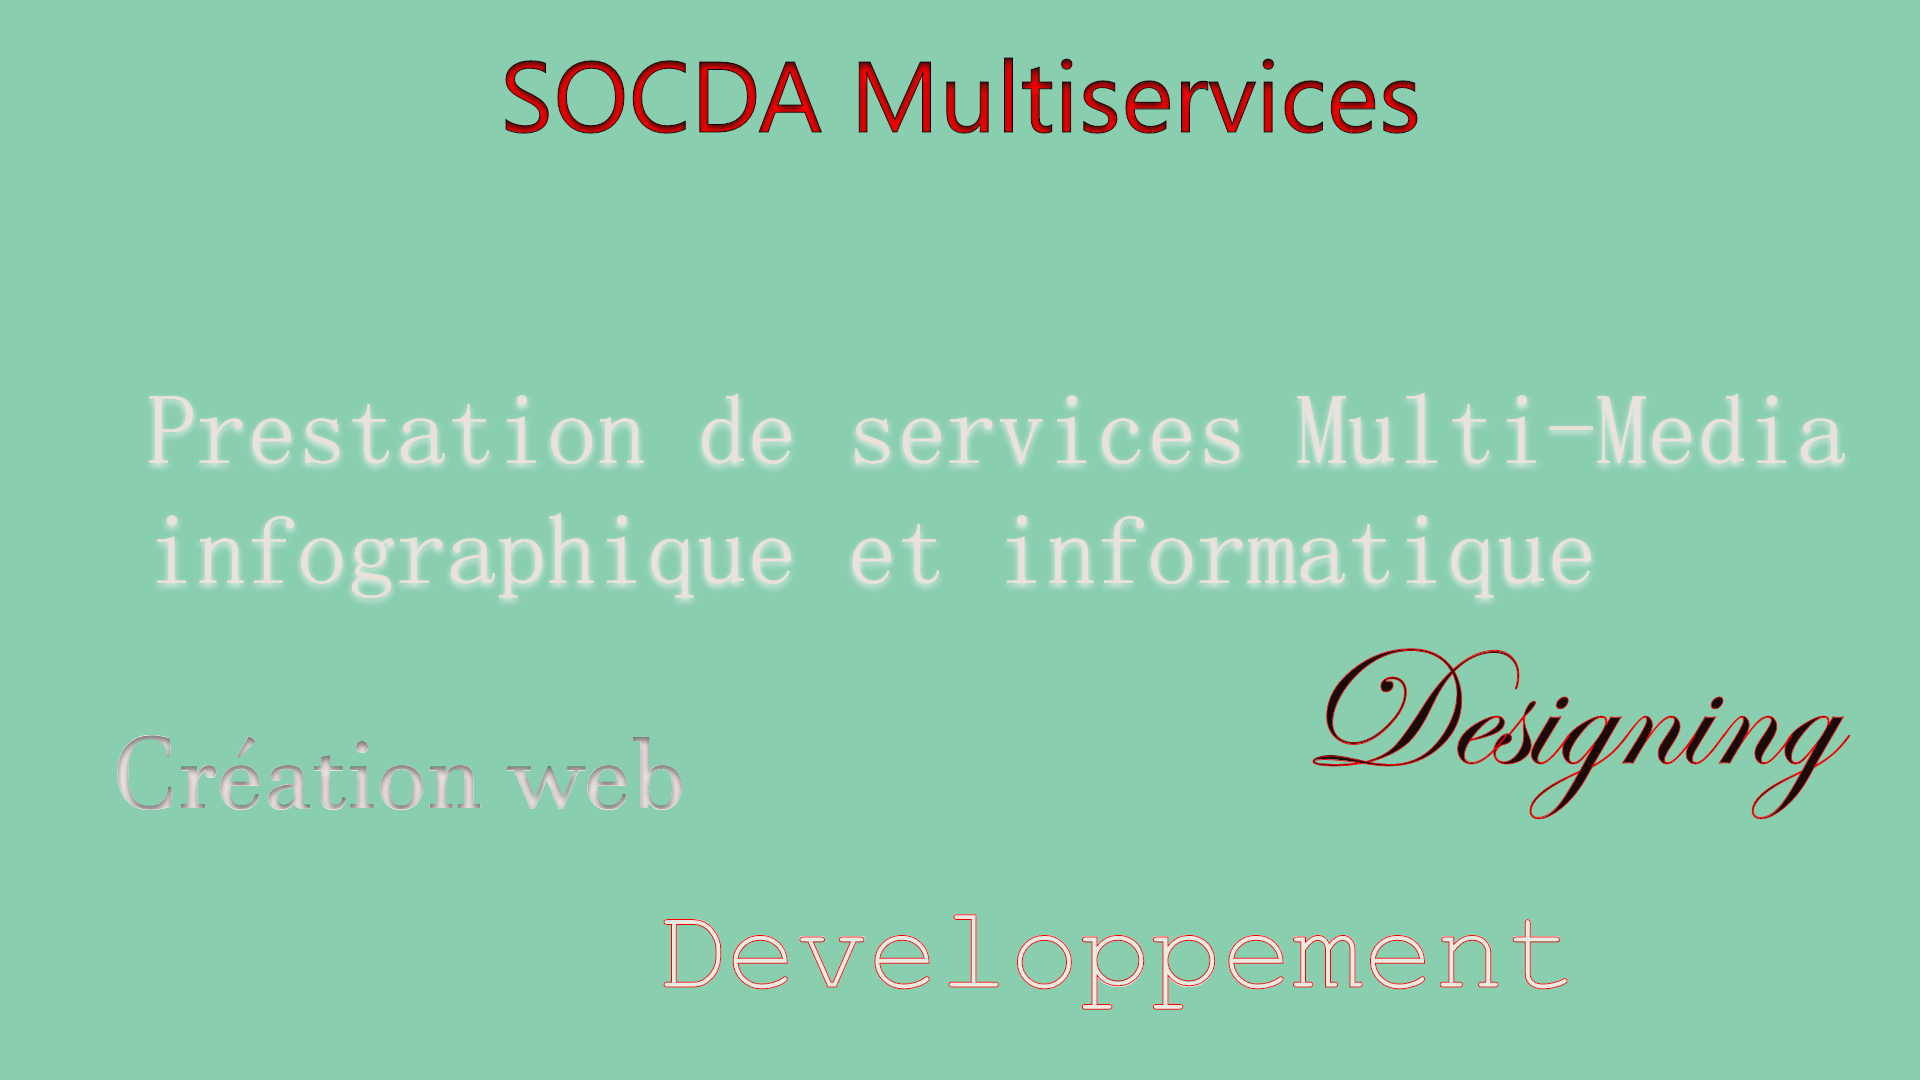 SOCDA Multiservices
Prestation de services Multi-Media
infographique et informatique
Designing
Création web
Developpement